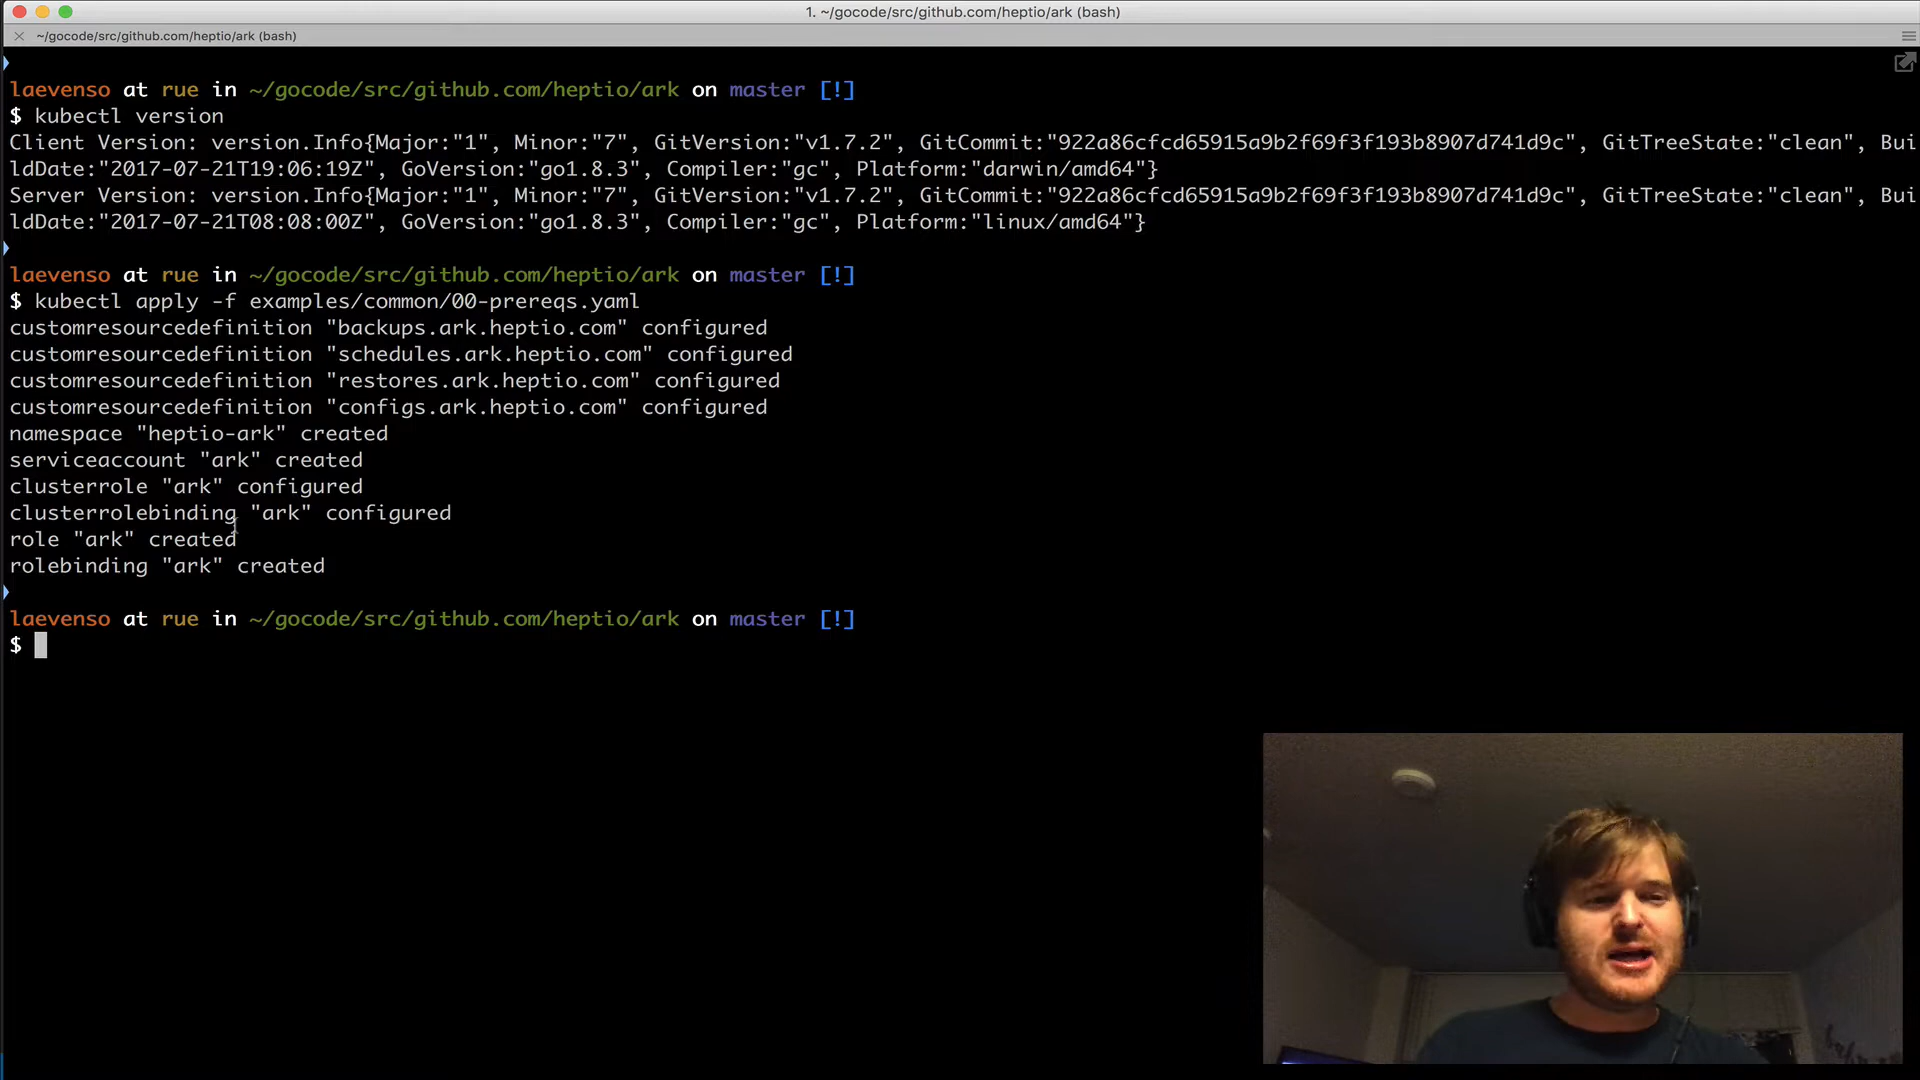 1. ~/gocode/src/github.com/heptio/ark (bash)
~/gocode/src/github.com/heptio/ark (bash)
laevenso at rue in ~/gocode/src/github.com/heptio/ark on master [!]
$ kubectl version
Client Version: version.Info{Major:"1", Minor:"7", GitVersion:"v1.7.2", GitCommit:"922a86cfcd65915a9b2f69f3f193b8907d741d9c", GitTreeState:"clean", Bui
ldDate:"2017-07-21T19:06:19Z", GoVersion:"go1.8.3", Compiler:"gc", Platform:"darwin/amd64"}
Server Version: version.Info{Major:"1", Minor:"7", GitVersion:"v1.7.2", GitCommit:"922a86cfcd65915a9b2f69f3f193b8907d741d9c", GitTreeState:"clean", Bui
ldDate:"2017-07-21T08:08:00Z", GoVersion:"go1.8.3", Compiler:"gc", Platform:"linux/amd64"}
laevenso at rue in ~/gocode/src/github.com/heptio/ark on master [!]
$ kubectl apply -f examples/common/00-prereqs.yaml
customresourcedefinition "backups.ark.heptio.com" configured
customresourcedefinition "schedules.ark.heptio.com" configured
customresourcedefinition "restores.ark.heptio.com" configured
customresourcedefinition "configs.ark.heptio.com" configured
namespace "heptio-ark" created
serviceaccount "ark" created
clusterrole "ark" configured
clusterrolebinding "ark" configured
role "ark" created
rolebinding "ark" created
laevenso at rue in ~/gocode/src/github.com/heptio/ark on master [!]
$